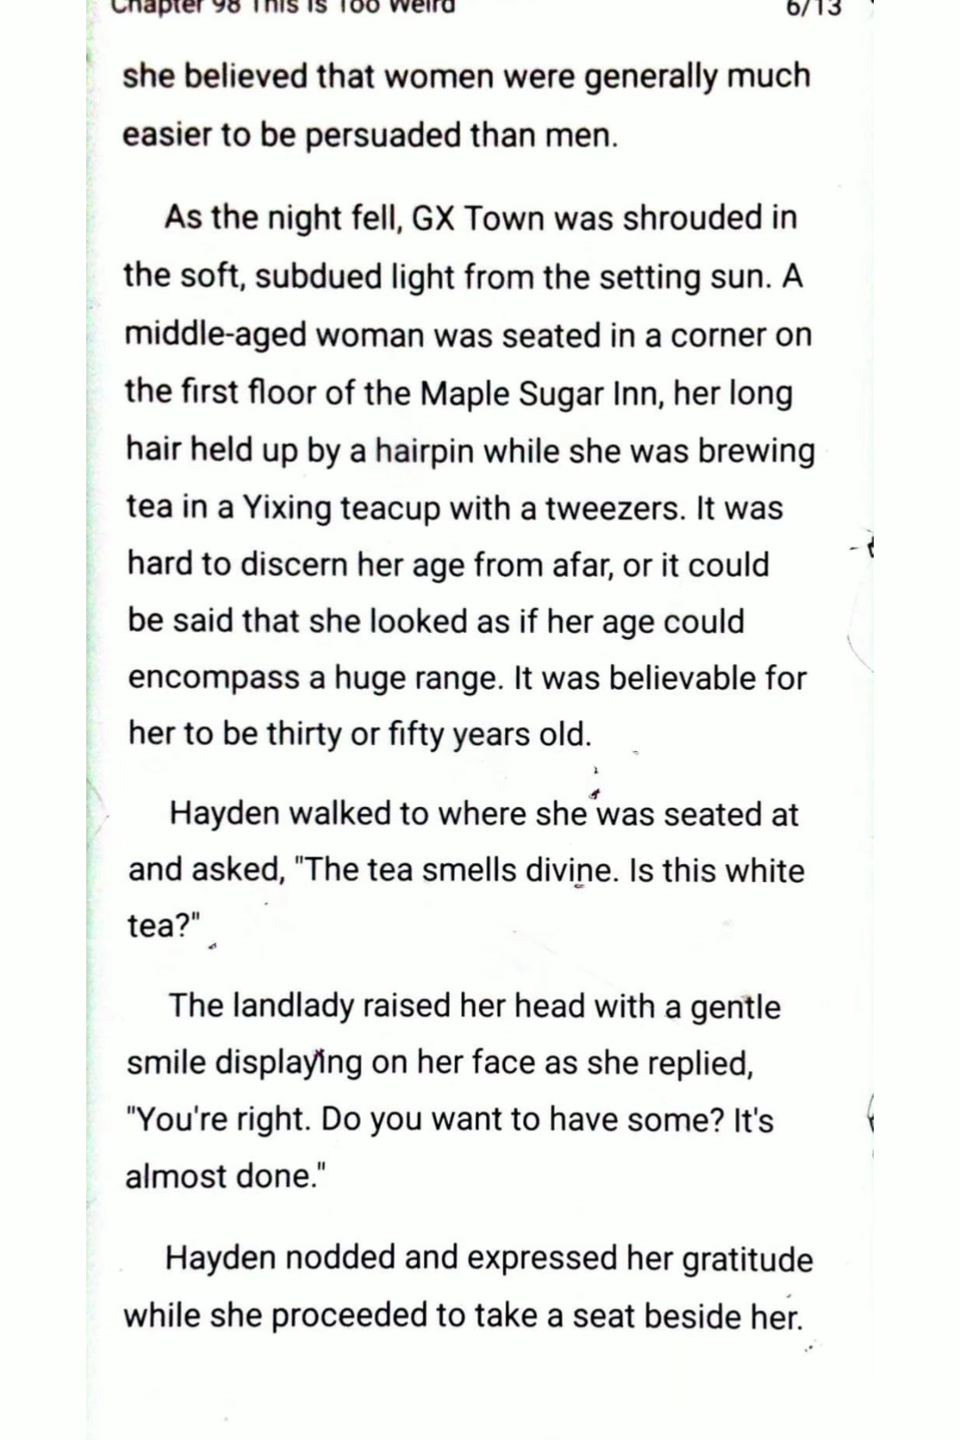 Chapter 98 This Is Too Weird 6/13
she believed that women were generally much
easier to be persuaded than men.
As the night fell, GX Town was shrouded in
the soft, subdued light from the setting sun. A
middle-aged woman was seated in a corner on
the first floor of the Maple Sugar Inn, her long
hair held up by a hairpin while she was brewing
tea in a Yixing teacup with a tweezers. It was
hard to discern her age from afar, or it could
be said that she looked as if her age could
encompass a huge range. It was believable for
her to be thirty or fifty years old.
Hayden walked to where she was seated at
and asked, "The tea smells divine. Is this white
tea?"
The landlady raised her head with a gentle
smile displaying on her face as she replied,
"You're right. Do you want to have some? It's
almost done."
Hayden nodded and expressed her gratitude
while she proceeded to take a seat beside her.